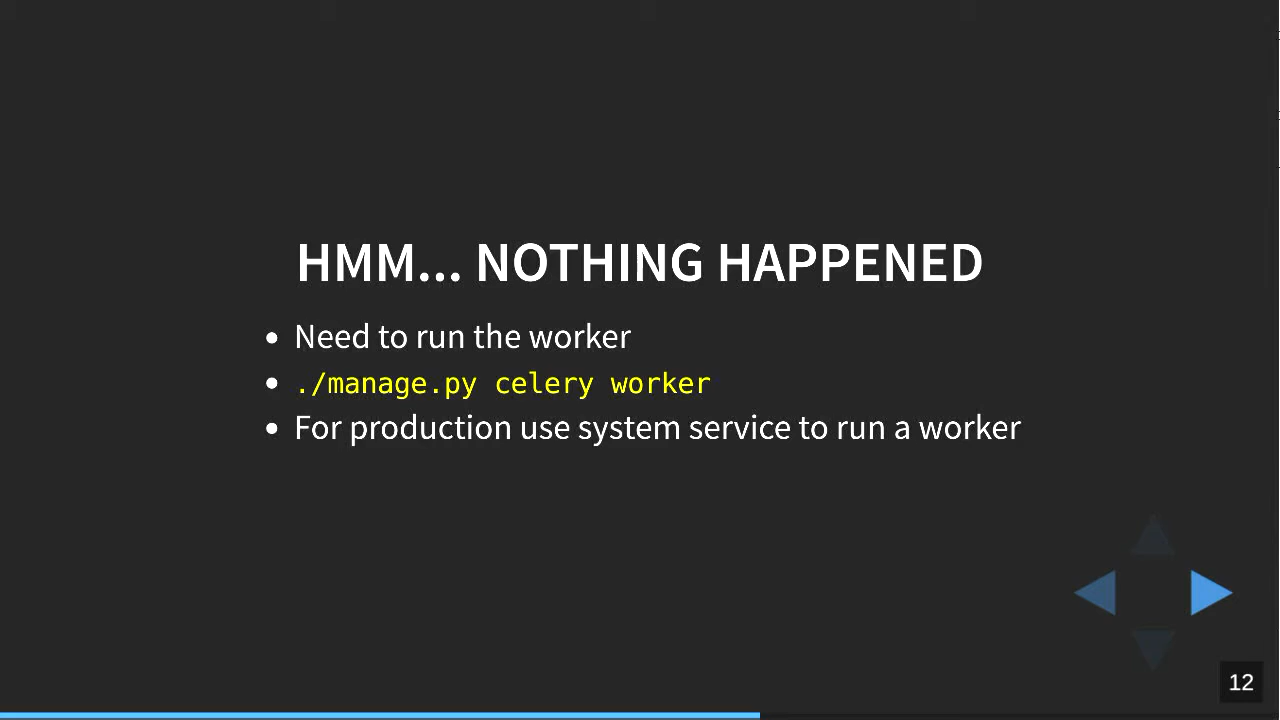 HMM... NOTHING HAPPENED
• Need to run the worker
• ./manage.py celery worker
• For production use system service to run a worker
12